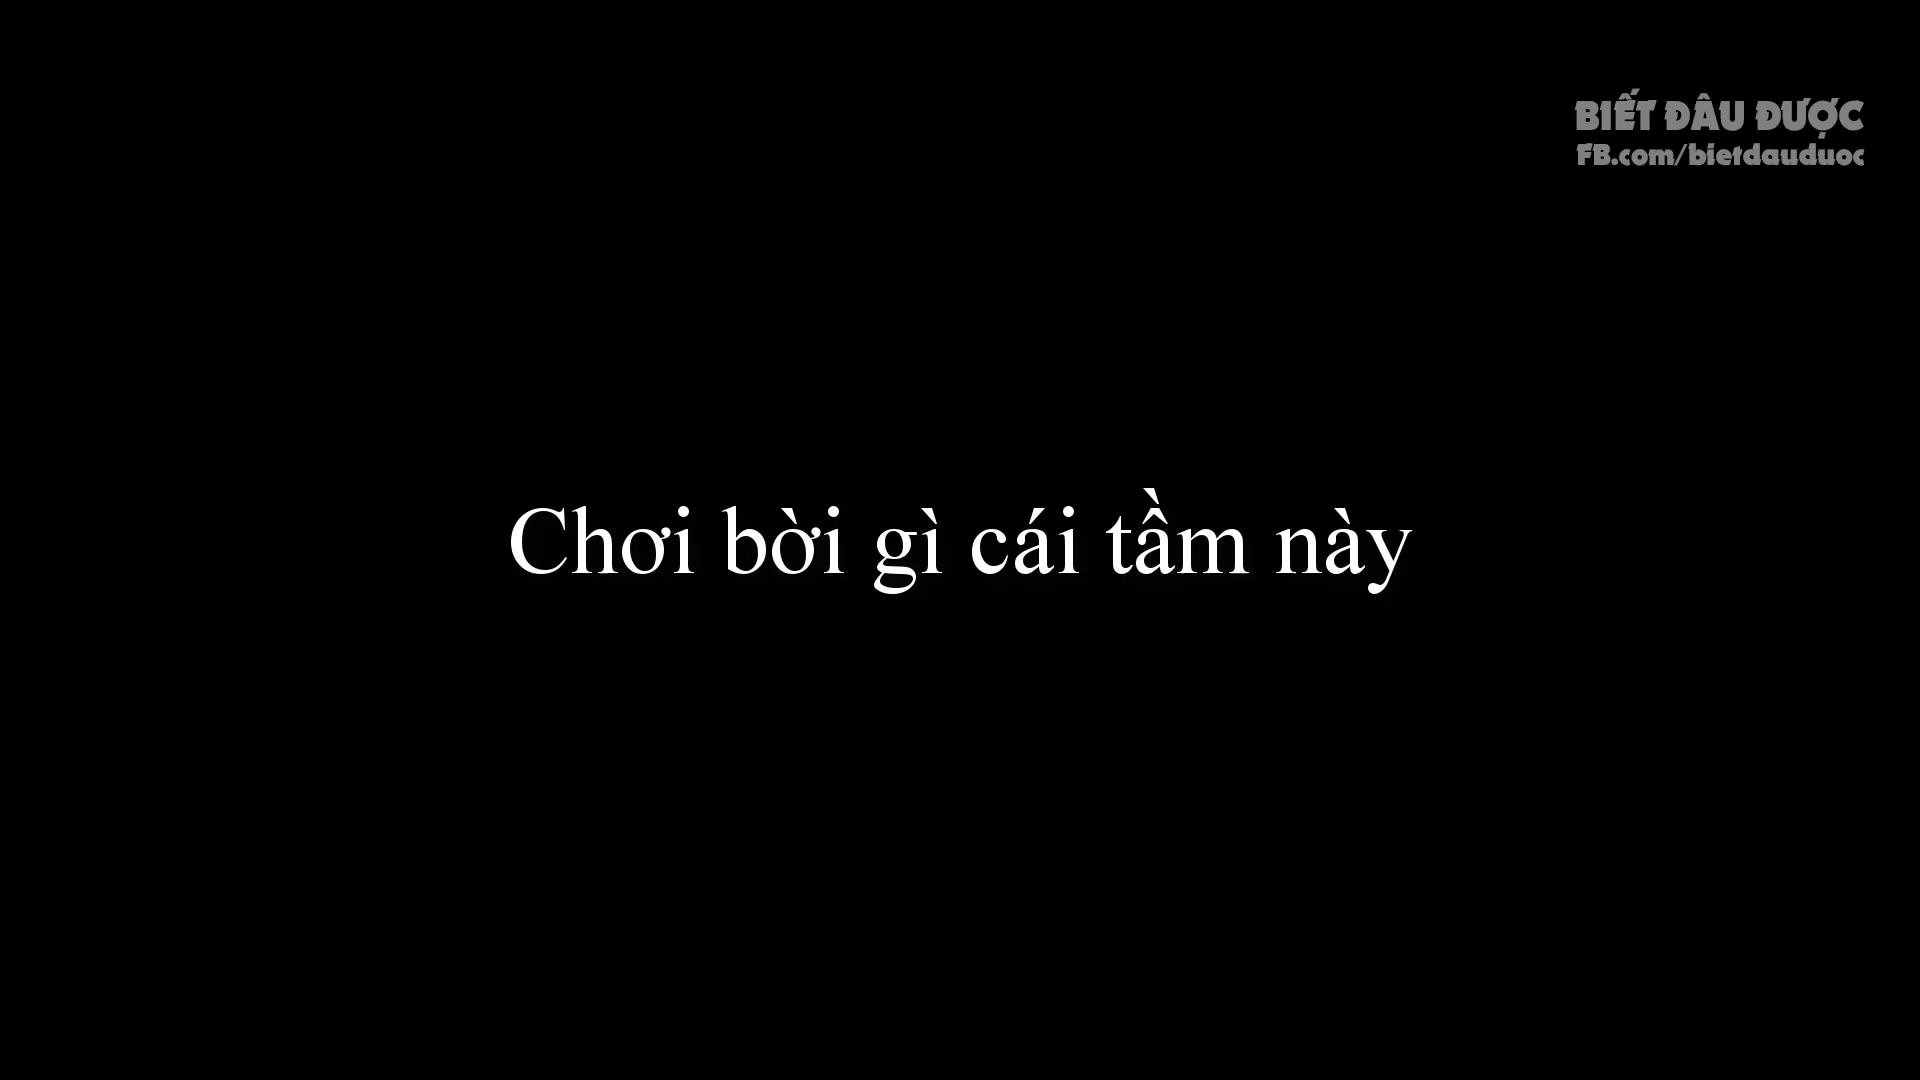 BIẾT ĐÂU ĐƯỢC
FB.com/bietdauduoc
Chơi bời gì cái tầm này